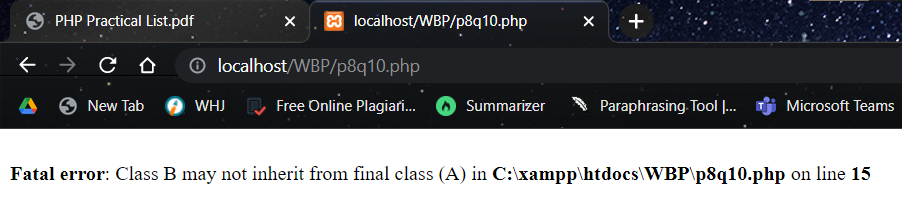 PHP Practical List.pdf
localhost/WBP/p8q10.php
localhost/WBP/p8q10.php
New Tab WHJ Free Online Plagiari... Summarizer Paraphrasing Tool |... Microsoft Teams
Fatal error: Class B may not inherit from final class (A) in C:\xampp\htdocs\WBP\p8q10.php on line 15